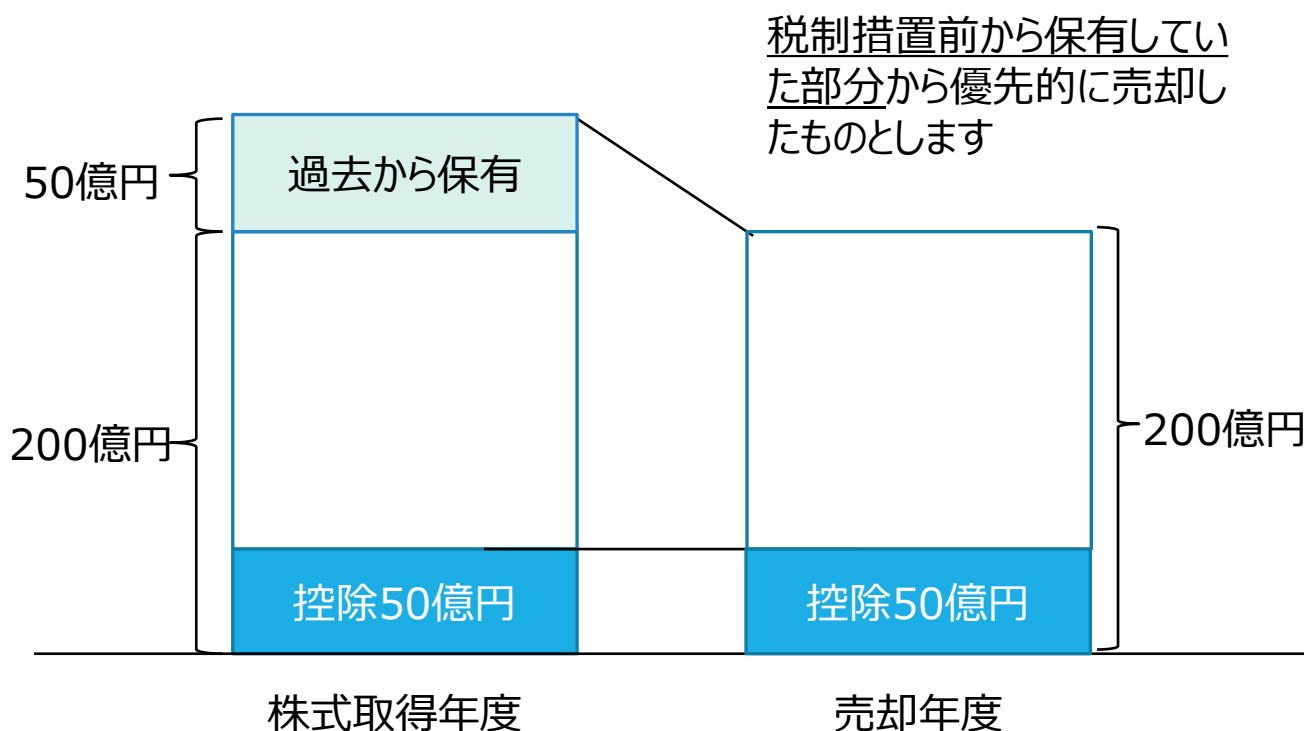 税制措置前から保有してい
た部分から優先的に売却し
たものとします
50億円
過去から保有
200億円
200億円
控除50億円
控除50億円
株式取得年度
売却年度